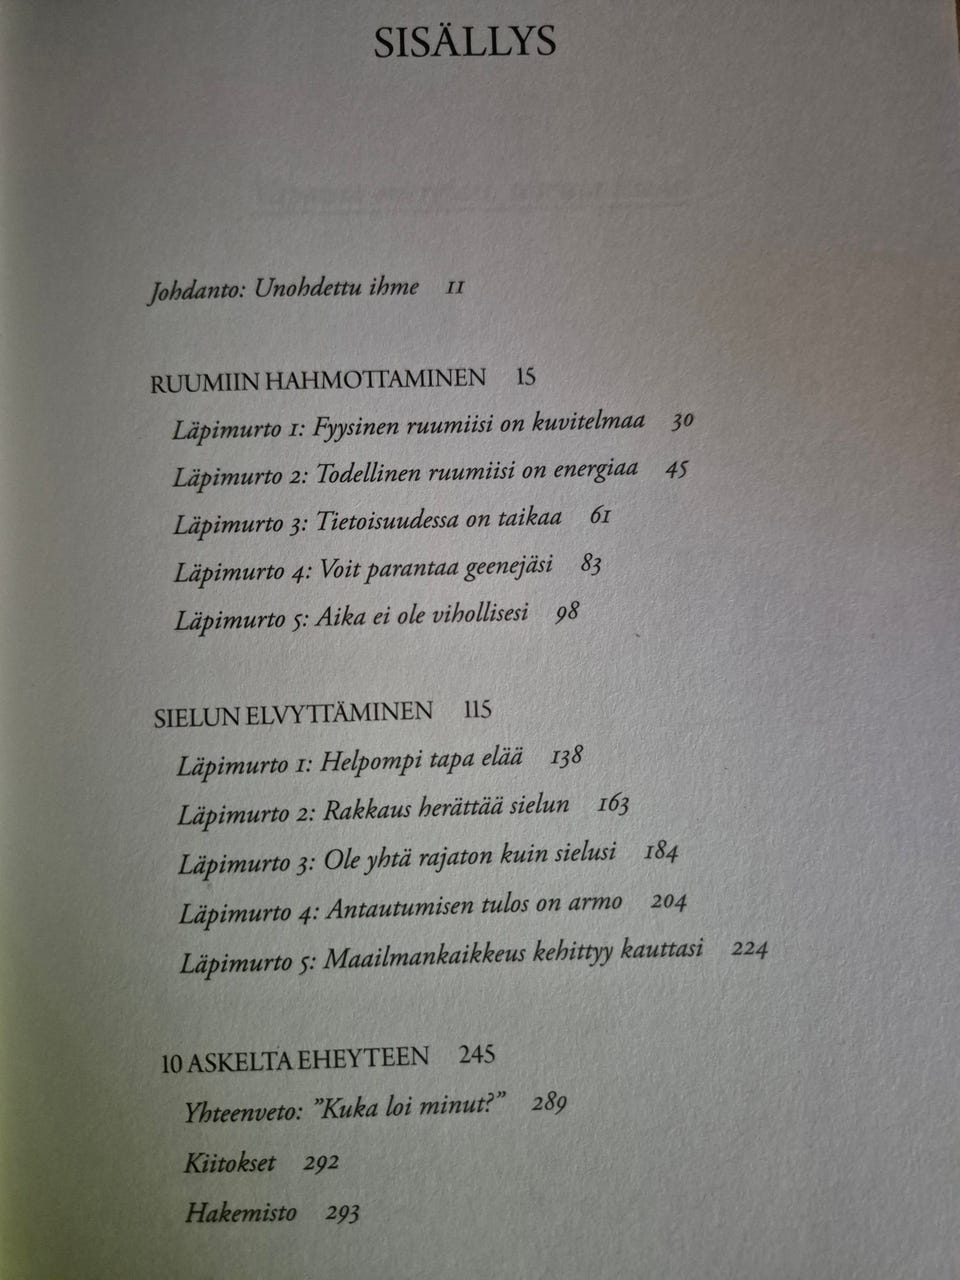 SISÄLLYS
Johdanto: Unohdettu ihme 11
RUUMIIN HAHMOTTAMINEN 15
Läpimurto 1: Fyysinen ruumiisi on kuvitelmaa 30
Läpimurto 2: Todellinen ruumiisi on energiaa 45
Läpimurto 3: Tietoisuudessa on taikaa 61
Läpimurto 4: Voit parantaa geenejäsi 83
Läpimurto 5: Aika ei ole vihollisesi 98
SIELUN ELVYTTÄMINEN 115
Läpimurto 1: Helpompi tapa elää 138
Läpimurto 2: Rakkaus herättää sielun 163
Läpimurto 3: Ole yhtä rajaton kuin sielusi 184
Läpimurto 4: Antautumisen tulos on armo 204
Läpimurto 5: Maailmankaikkeus kehittyy kauttasi 224
10 ASKELTA EHEYTEEN 245
Yhteenveto: ”Kuka loi minut?” 289
Kiitokset 292
Hakemisto 293